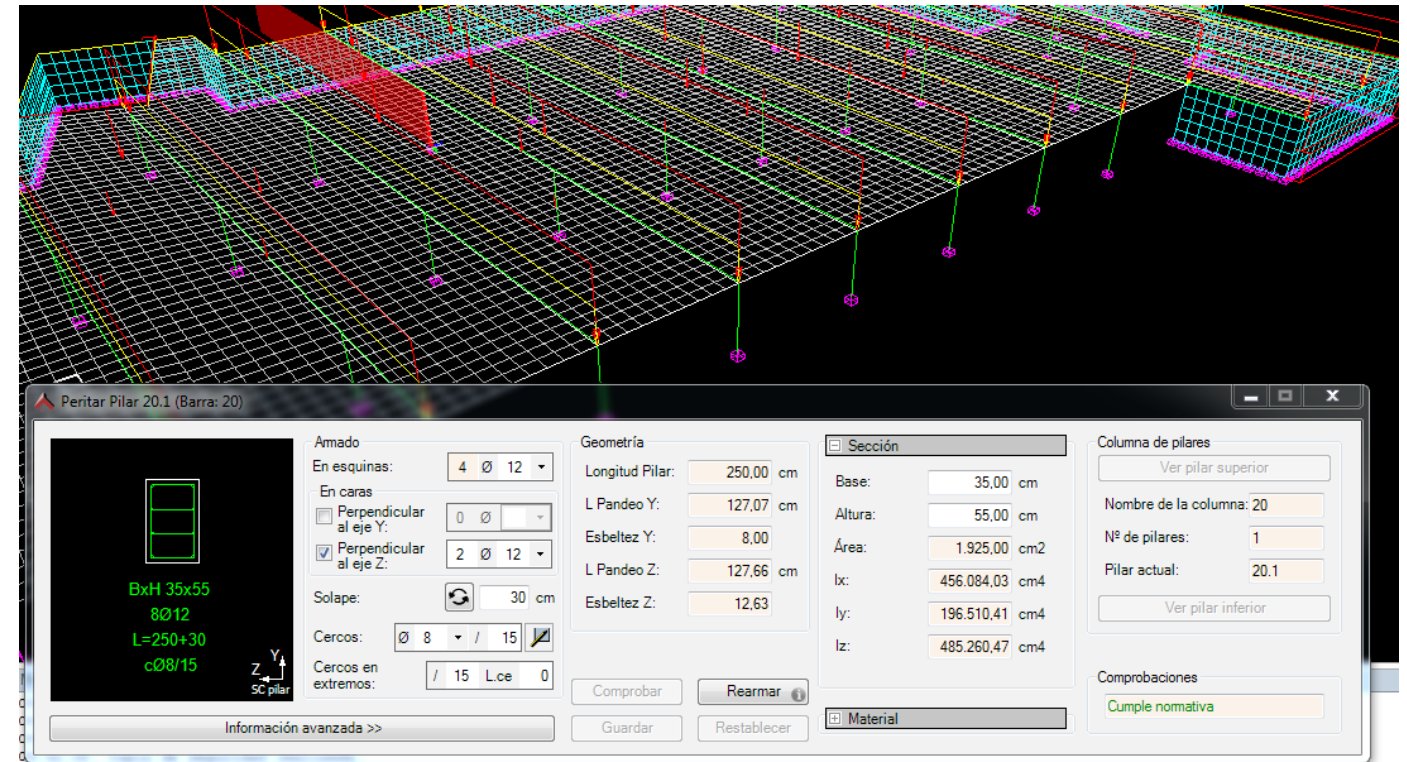 Peritar Pilar 20.1 (Barra: 20)
BxH 35x55
8Ø12
L=250+30
cØ8/15
Y
Z
SC pilar
Información avanzada >>
Armado
En esquinas: 4 Ø 12
En caras
Perpendicular
al eje Y: 0 Ø
Perpendicular
al eje Z: 2 Ø 12
Solape: 30 cm
Cercos: Ø 8 / 15
Cercos en
extremos: / 15 L.ce 0
Geometría
Longitud Pilar: 250,00 cm
L Pandeo Y: 127,07 cm
Esbeltez Y: 8,00
L Pandeo Z: 127,66 cm
Esbeltez Z: 12,63
Comprobar Rearmar
Guardar Restablecer
Sección
Base: 35,00 cm
Altura: 55,00 cm
Área: 1.925,00 cm2
Ix: 456.084,03 cm4
Iy: 196.510,41 cm4
Iz: 485.260,47 cm4
Material
Columna de pilares
Ver pilar superior
Nombre de la columna: 20
Nº de pilares: 1
Pilar actual: 20.1
Ver pilar inferior
Comprobaciones
Cumple normativa